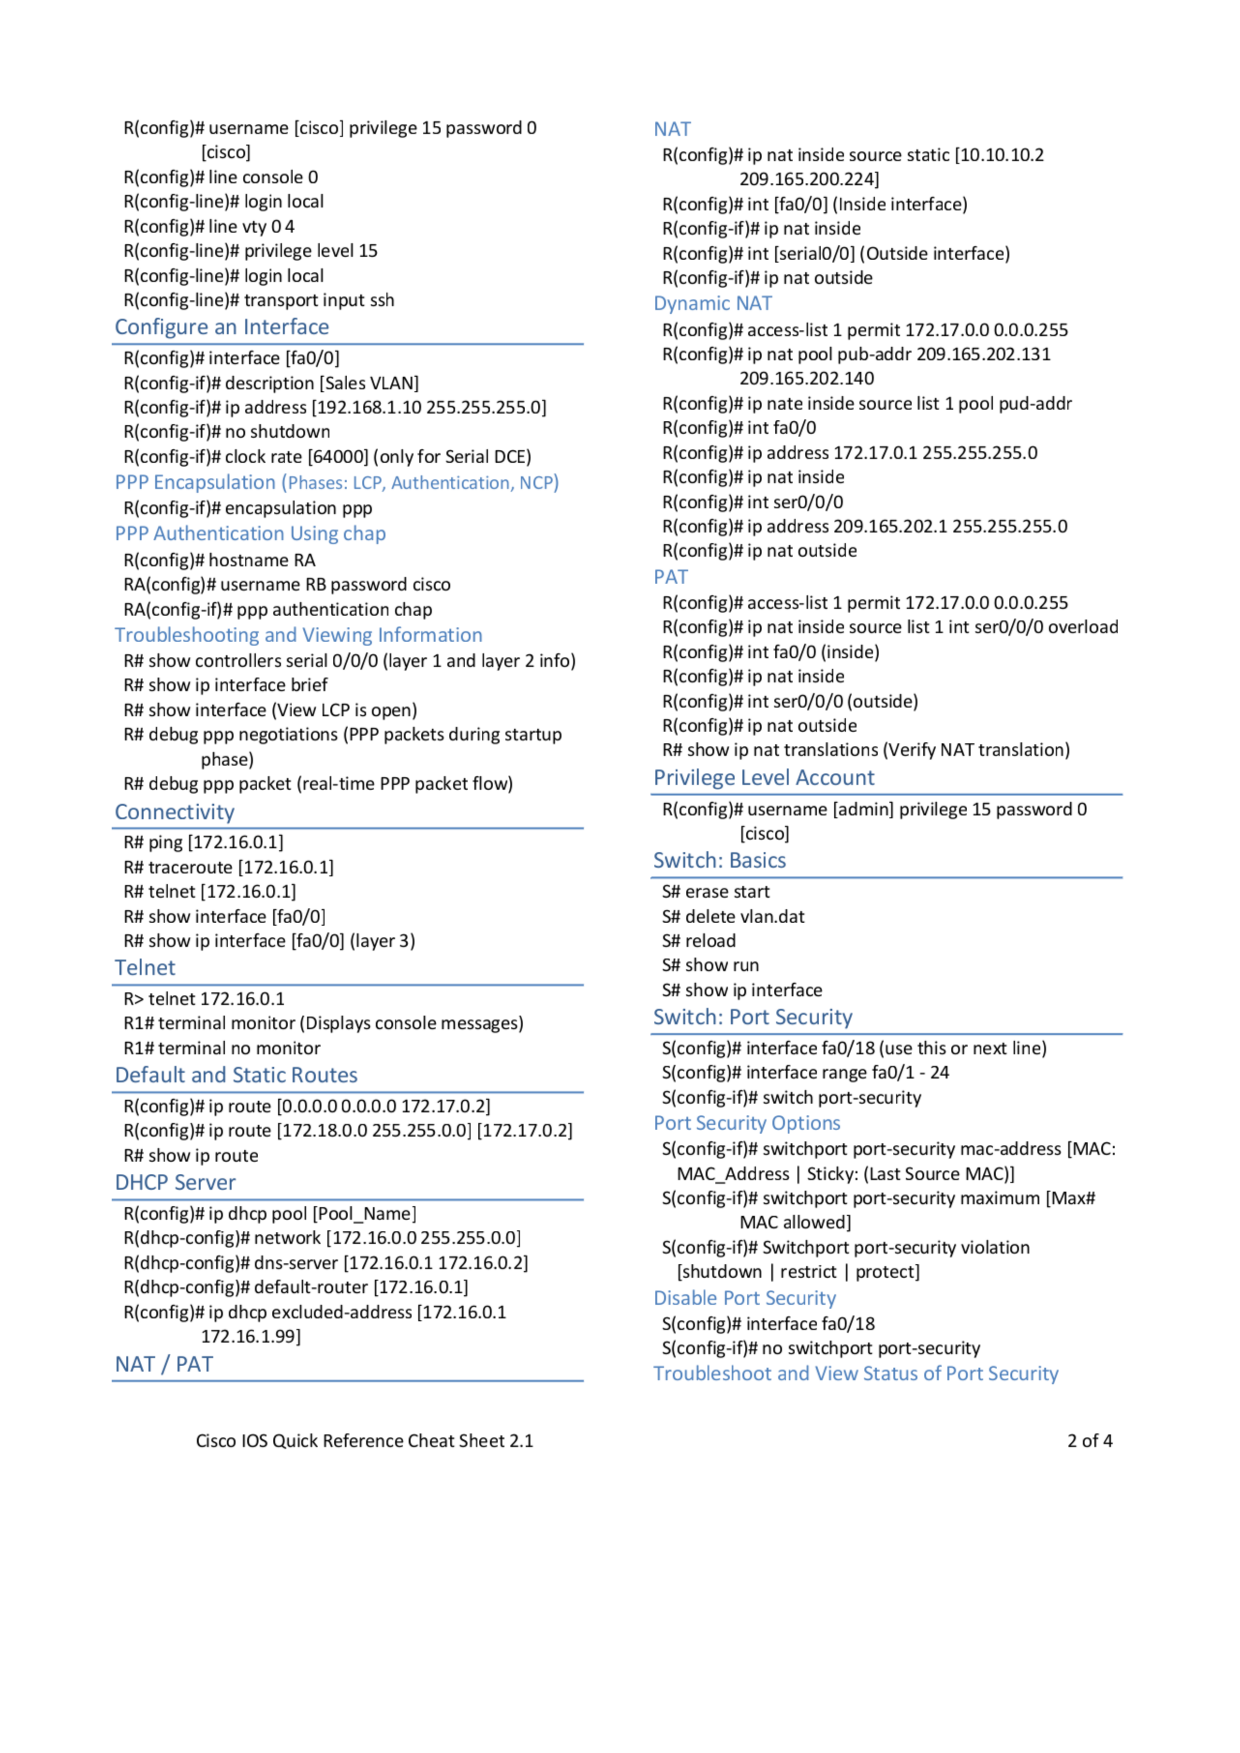 R(config)# username [cisco] privilege 15 password 0
[cisco]
R(config)# line console 0
R(config-line)# login local
R(config)# line vty 0 4
R(config-line)# privilege level 15
R(config-line)# login local
R(config-line)# transport input ssh
Configure an Interface
R(config)# interface [fa0/0]
R(config-if)# description [Sales VLAN]
R(config-if)# ip address [192.168.1.10 255.255.255.0]
R(config-if)# no shutdown
R(config-if)# clock rate [64000] (only for Serial DCE)
PPP Encapsulation (Phases: LCP, Authentication, NCP)
R(config-if)# encapsulation ppp
PPP Authentication Using chap
R(config)# hostname RA
RA(config)# username RB password cisco
RA(config-if)# ppp authentication chap
Troubleshooting and Viewing Information
R# show controllers serial 0/0/0 (layer 1 and layer 2 info)
R# show ip interface brief
R# show interface (View LCP is open)
R# debug ppp negotiations (PPP packets during startup
phase)
R# debug ppp packet (real-time PPP packet flow)
Connectivity
R# ping [172.16.0.1]
R# traceroute [172.16.0.1]
R# telnet [172.16.0.1]
R# show interface [fa0/0]
R# show ip interface [fa0/0] (layer 3)
Telnet
R> telnet 172.16.0.1
R1# terminal monitor (Displays console messages)
R1# terminal no monitor
Default and Static Routes
R(config)# ip route [0.0.0.0 0.0.0.0 172.17.0.2]
R(config)# ip route [172.18.0.0 255.255.0.0] [172.17.0.2]
R# show ip route
DHCP Server
R(config)# ip dhcp pool [Pool_Name]
R(dhcp-config)# network [172.16.0.0 255.255.0.0]
R(dhcp-config)# dns-server [172.16.0.1 172.16.0.2]
R(dhcp-config)# default-router [172.16.0.1]
R(config)# ip dhcp excluded-address [172.16.0.1
172.16.1.99]
NAT / PAT
NAT
R(config)# ip nat inside source static [10.10.10.2
209.165.200.224]
R(config)# int [fa0/0] (Inside interface)
R(config-if)# ip nat inside
R(config)# int [serial0/0] (Outside interface)
R(config-if)# ip nat outside
Dynamic NAT
R(config)# access-list 1 permit 172.17.0.0 0.0.0.255
R(config)# ip nat pool pub-addr 209.165.202.131
209.165.202.140
R(config)# ip nate inside source list 1 pool pud-addr
R(config)# int fa0/0
R(config)# ip address 172.17.0.1 255.255.255.0
R(config)# ip nat inside
R(config)# int ser0/0/0
R(config)# ip address 209.165.202.1 255.255.255.0
R(config)# ip nat outside
PAT
R(config)# access-list 1 permit 172.17.0.0 0.0.0.255
R(config)# ip nat inside source list 1 int ser0/0/0 overload
R(config)# int fa0/0 (inside)
R(config)# ip nat inside
R(config)# int ser0/0/0 (outside)
R(config)# ip nat outside
R# show ip nat translations (Verify NAT translation)
Privilege Level Account
R(config)# username [admin] privilege 15 password 0
[cisco]
Switch: Basics
S# erase start
S# delete vlan.dat
S# reload
S# show run
S# show ip interface
Switch: Port Security
S(config)# interface fa0/18 (use this or next line)
S(config)# interface range fa0/1 - 24
S(config-if)# switch port-security
Port Security Options
S(config-if)# switchport port-security mac-address [MAC:
MAC_Address | Sticky: (Last Source MAC)]
S(config-if)# switchport port-security maximum [Max#
MAC allowed]
S(config-if)# Switchport port-security violation
[shutdown | restrict | protect]
Disable Port Security
S(config)# interface fa0/18
S(config-if)# no switchport port-security
Troubleshoot and View Status of Port Security
Cisco IOS Quick Reference Cheat Sheet 2.1
2 of 4